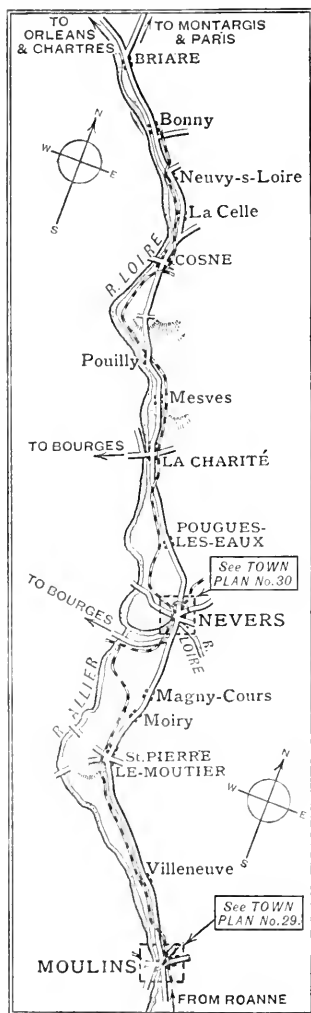 TO
ORLEANS
& CHARTRES
TO MONTARGIS
& PARIS
BRIARE
Bonny
N
W
E
S
Neuvy-s-Loire
La Celle
R. LOIRE
COSNE
Pouilly
Mesves
TO BOURGES
LA CHARITÉ
POUGUES-
LES-EAUX
See TOWN
PLAN No.30
TO BOURGES
NEVERS
R.
LOIRE
R. ALLIER
Magny-Cours
Moiry
St. PIERRE
LE-MOUTIER
N
W
E
S
Villeneuve
See TOWN
PLAN No.29.
MOULINS
FROM ROANNE